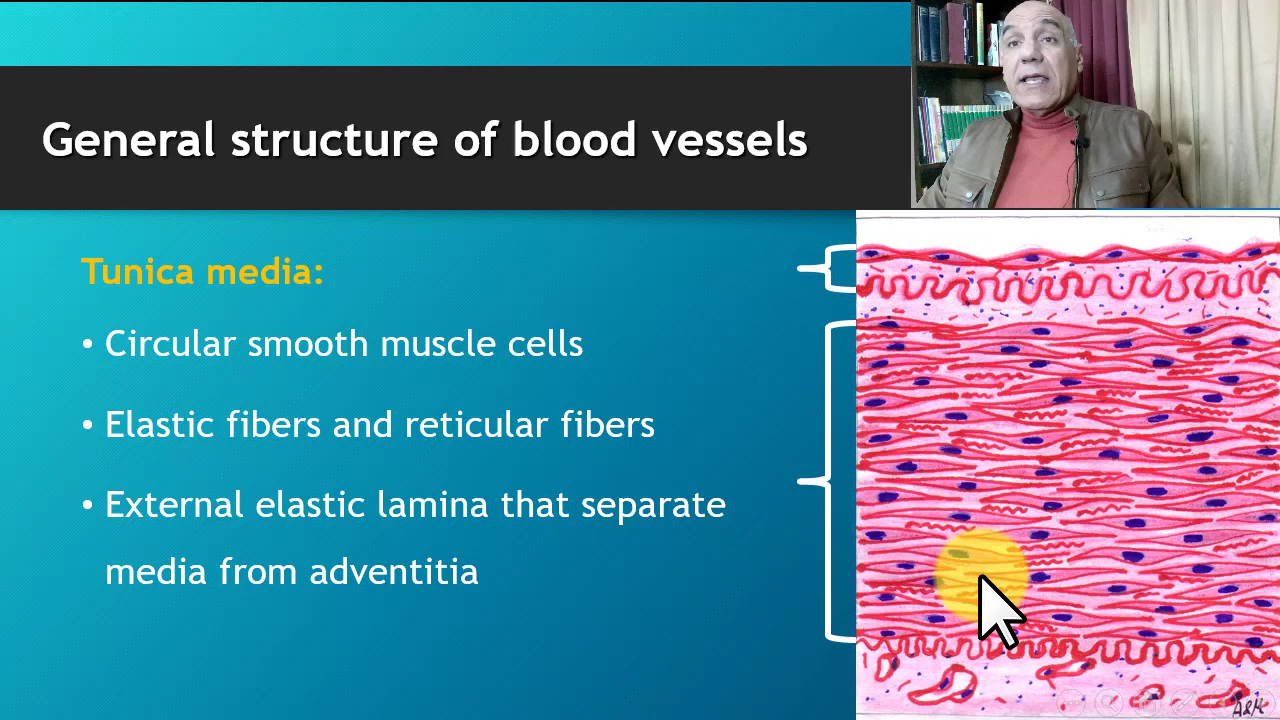 General structure of blood vessels
Tunica media:
• Circular smooth muscle cells
• Elastic fibers and reticular fibers
• External elastic lamina that separate
media from adventitia